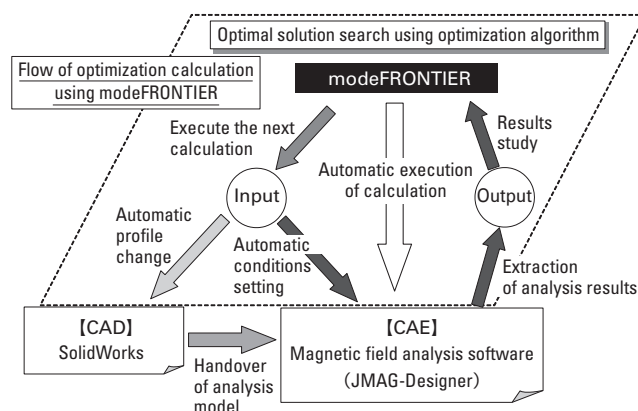 Optimal solution search using optimization algorithm
Flow of optimization calculation
using modeFRONTIER
modeFRONTIER
Execute the next
calculation
Results
study
Automatic execution
of calculation
Input
Output
Automatic
profile
change
Automatic
conditions
setting
Extraction
of analysis results
【CAD】
SolidWorks
【CAE】
Magnetic field analysis software
（JMAG-Designer）
Handover
of analysis
model